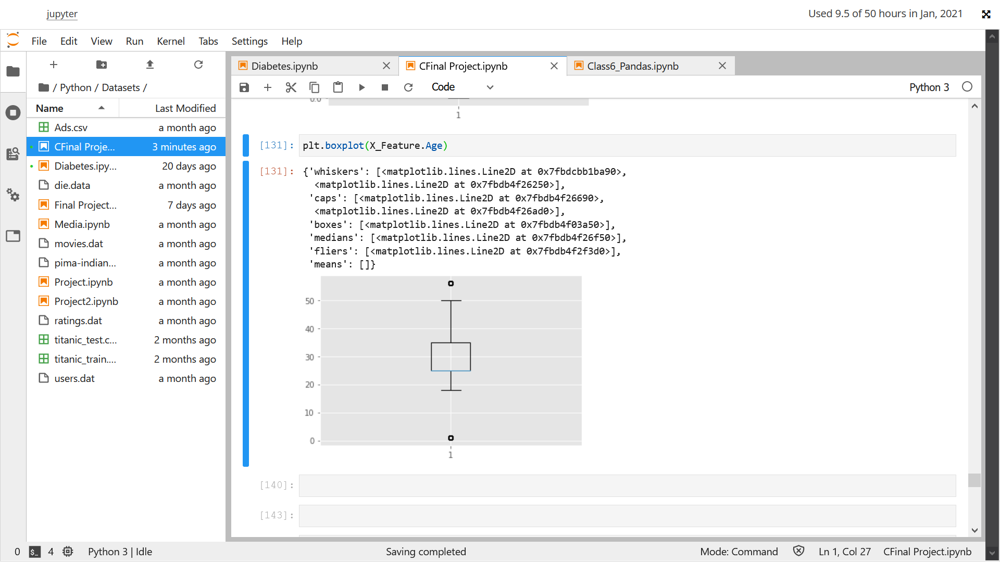 jupyter
Used 9.5 of 50 hours in Jan, 2021
File Edit View Run Kernel Tabs Settings Help
/ Python / Datasets /
Name Last Modified
Ads.csv a month ago
CFinal Proje... 3 minutes ago
Diabetes.ipy... 20 days ago
die.data a month ago
Final Project... 7 days ago
Media.ipynb a month ago
movies.dat a month ago
pima-indian... a month ago
Project.ipynb a month ago
Project2.ipynb a month ago
ratings.dat a month ago
titanic_test.c... 2 months ago
titanic_train.... 2 months ago
users.dat a month ago
Diabetes.ipynb CFinal Project.ipynb Class6_Pandas.ipynb
Code Python 3
0.0
1
[131]: plt.boxplot(X_Feature.Age)
[131]: {'whiskers': [<matplotlib.lines.Line2D at 0x7fbdcbb1ba90>,
<matplotlib.lines.Line2D at 0x7fbdb4f26250>],
'caps': [<matplotlib.lines.Line2D at 0x7fbdb4f26690>,
<matplotlib.lines.Line2D at 0x7fbdb4f26ad0>],
'boxes': [<matplotlib.lines.Line2D at 0x7fbdb4f03a50>],
'medians': [<matplotlib.lines.Line2D at 0x7fbdb4f26f50>],
'fliers': [<matplotlib.lines.Line2D at 0x7fbdb4f2f3d0>],
'means': []}
50
40
30
20
10
0
1
[140]:
[143]:
0 $_ 4 Python 3 | Idle Saving completed Mode: Command Ln 1, Col 27 CFinal Project.ipynb